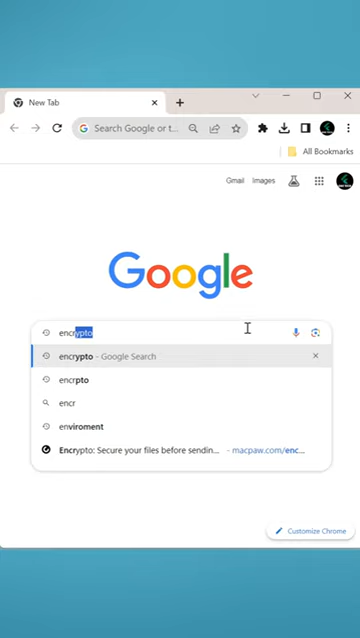 New Tab
Search Google or t...
All Bookmarks
Gmail Images
Google
encrypto
encrypto - Google Search
encrpto
encr
enviroment
Encrypto: Secure your files before sendin... - macpaw.com/enc...
Customize Chrome